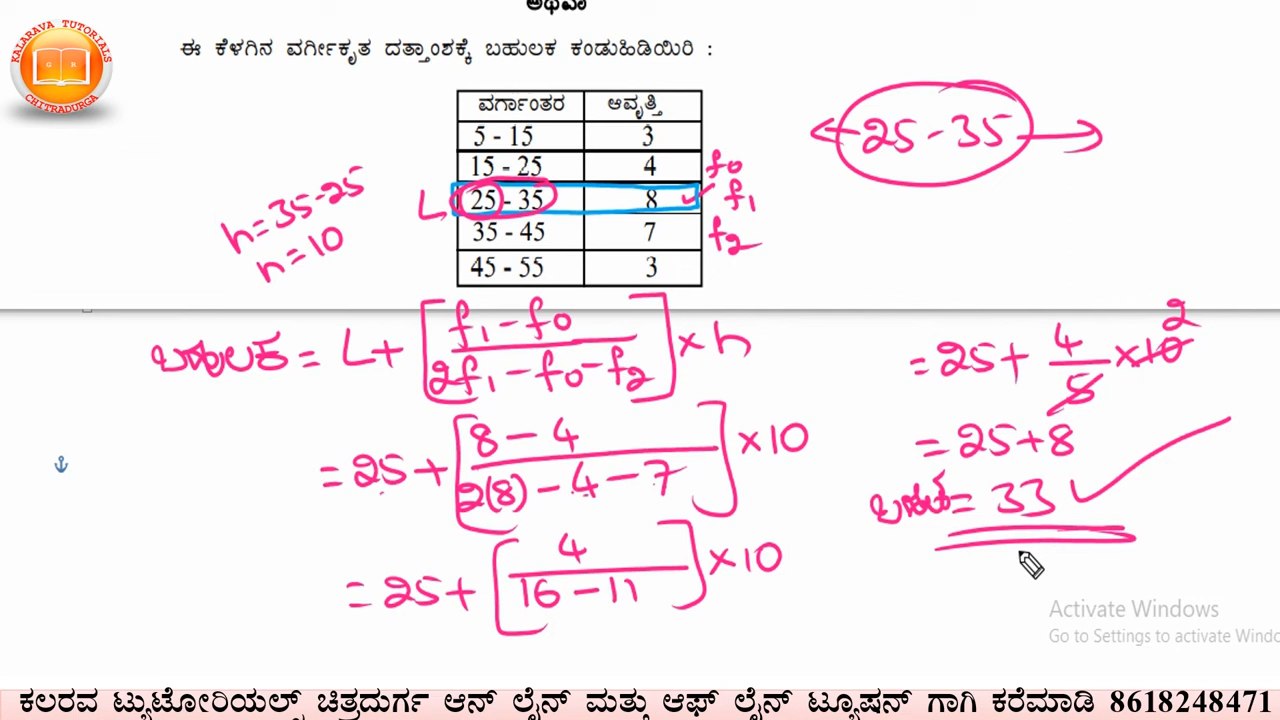 ಅಥವಾ
KALARAVA TUTORIALS
CHITRADURGA
ಈ ಕೆಳಗಿನ ವರ್ಗೀಕೃತ ದತ್ತಾಂಶಕ್ಕೆ ಬಹುಲಕ ಕಂಡುಹಿಡಿಯಿರಿ :
ವರ್ಗಾಂತರ ಆವೃತ್ತಿ
5 - 15 3
15 - 25 4 f0
L 25 - 35 8 ✓ f1
35 - 45 7 f2
45 - 55 3
25 - 35
h = 35 - 25
h = 10
ಬಹುಲಕ = L + [ (f1 - f0) / (2f1 - f0 - f2) ] × h
= 25 + [ (8 - 4) / (2(8) - 4 - 7) ] × 10
= 25 + [ 4 / (16 - 11) ] × 10
= 25 + 4/5 × 10 2
= 25 + 8
ಬಹುಲಕ = 33 ✓
Activate Windows
Go to Settings to activate Windo
ಕಲರವ ಟ್ಯುಟೋರಿಯಲ್ಸ್ ಚಿತ್ರದುರ್ಗ ಆನ್ ಲೈನ್ ಮತ್ತು ಆಫ್ ಲೈನ್ ಟ್ಯೂಷನ್ ಗಾಗಿ ಕರೆಮಾಡಿ 8618248471